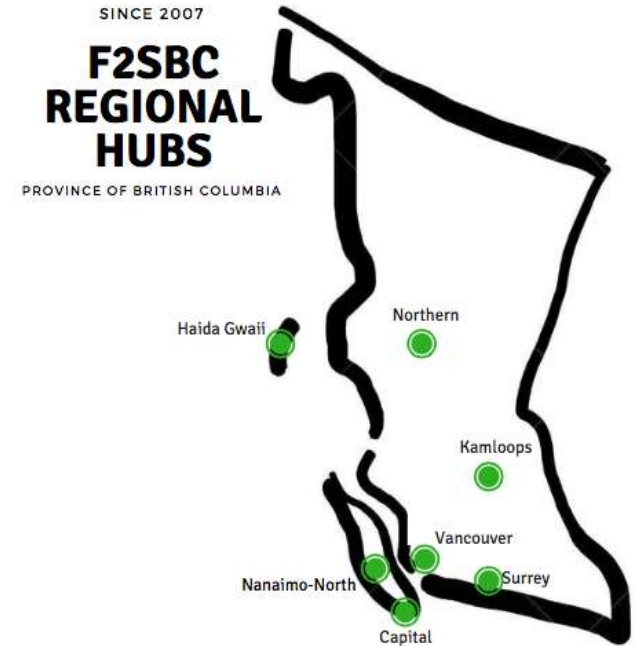 SINCE 2007
F2SBC
REGIONAL
HUBS
PROVINCE OF BRITISH COLUMBIA
Northern
Haida Gwaii
Kamloops
Vancouver
Surrey
Nanaimo-North
Capital